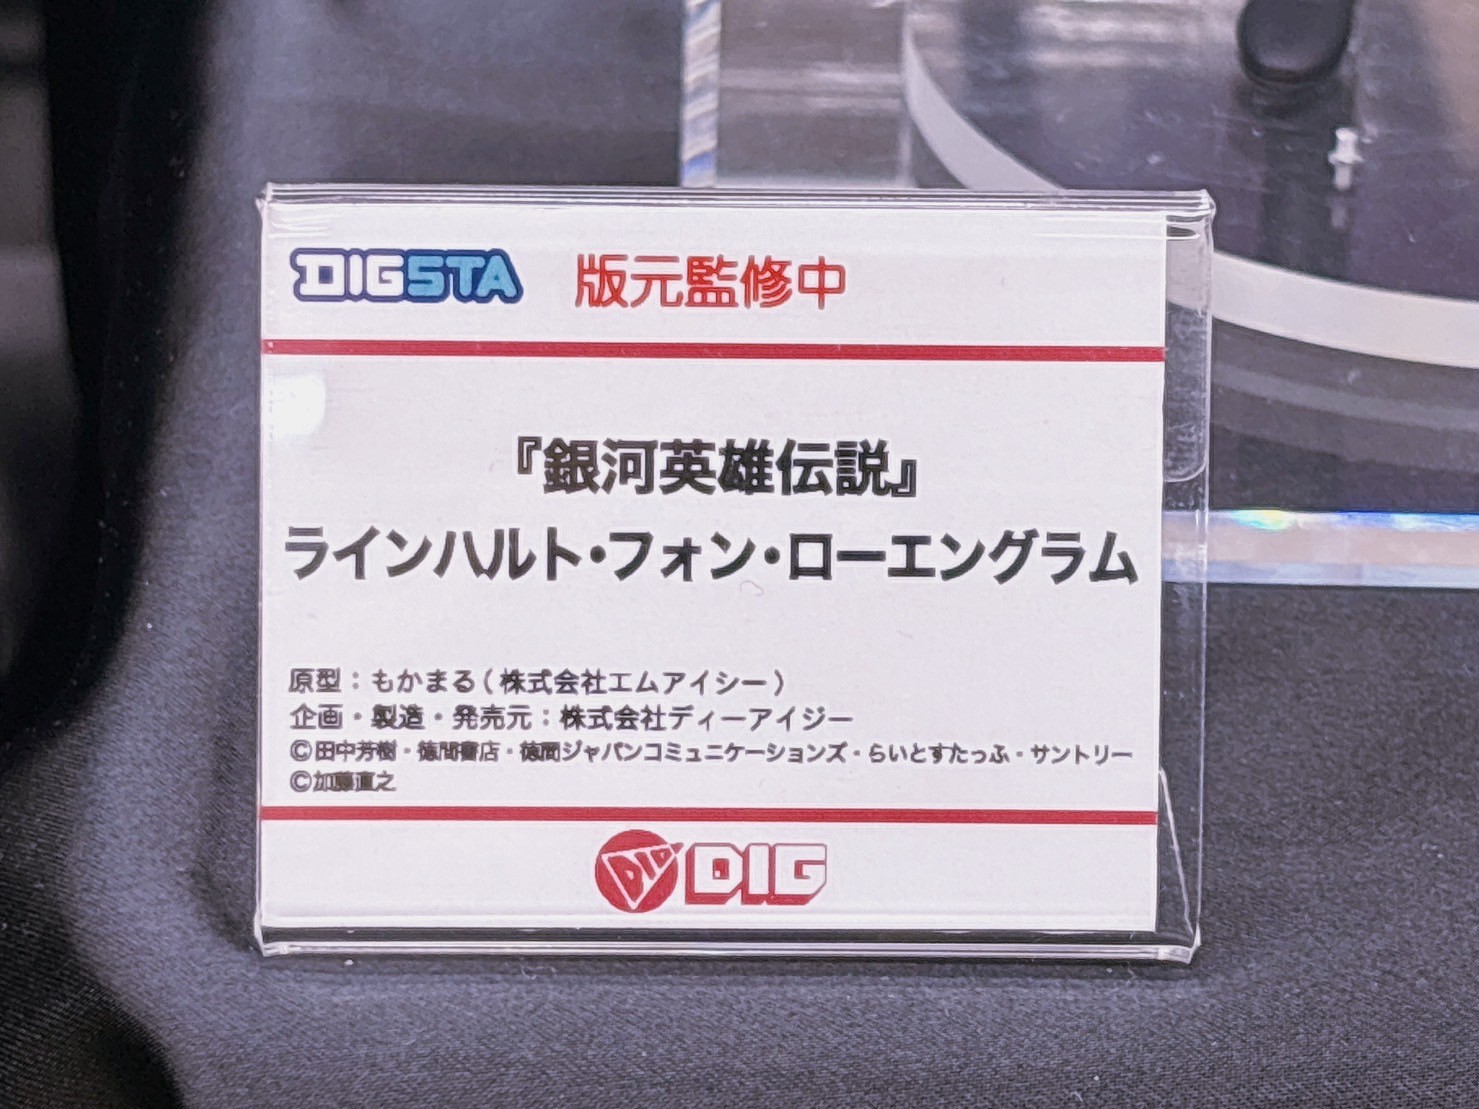 DIGSTA 版元監修中
『銀河英雄伝説』
ラインハルト・フォン・ローエングラム
原型：もかまる(株式会社エムアイシー)
企画・製造・発売元：株式会社ディーアイジー
©田中芳樹・徳間書店・徳間ジャパンコミュニケーションズ・らいとすたっふ・サントリー
©加藤直之
DIG DIG